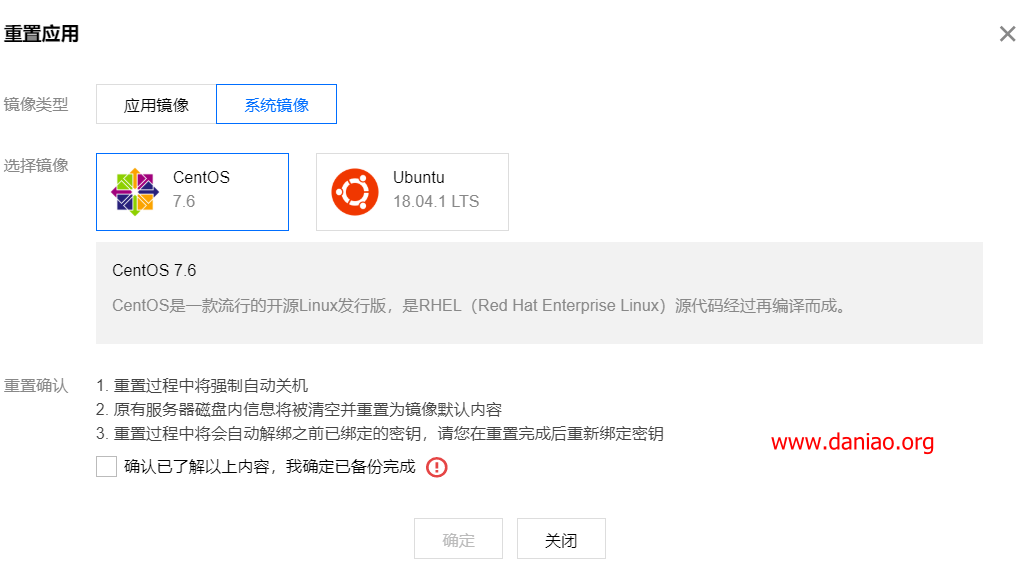 重置应用
镜像类型 应用镜像 系统镜像
选择镜像 CentOS Ubuntu
7.6 18.04.1 LTS
CentOS 7.6
CentOS是一款流行的开源Linux发行版，是RHEL（Red Hat Enterprise Linux）源代码经过再编译而成。
重置确认 1. 重置过程中将强制自动关机
2. 原有服务器磁盘内信息将被清空并重置为镜像默认内容
3. 重置过程中将会自动解绑之前已绑定的密钥，请您在重置完成后重新绑定密钥
www.daniao.org
确认已了解以上内容，我确定已备份完成
确定 关闭